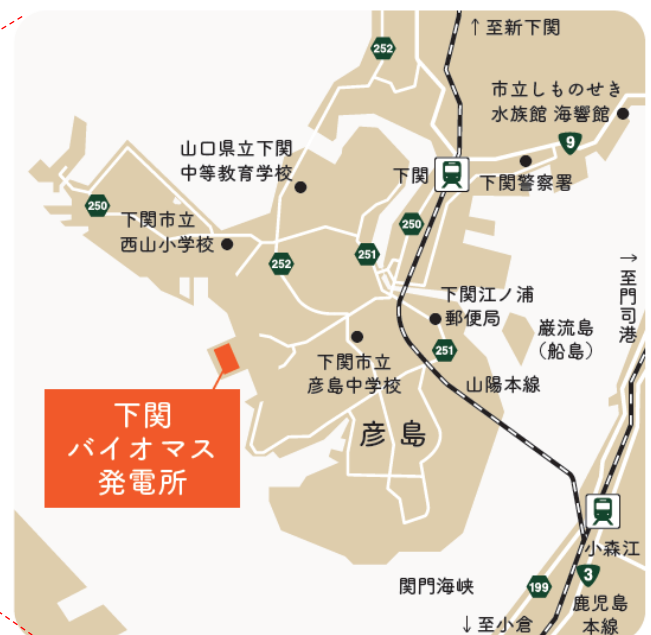 ↑至新下関
252
市立しものせき
水族館 海響館
9
山口県立下関
中等教育学校
下関
下関警察署
250
下関市立
西山小学校
250
252
251
→至門司港
下関江ノ浦
郵便局
巌流島
(船島)
251
下関市立
彦島中学校
山陽本線
下関
バイオマス
発電所
彦島
小森江
関門海峡
199
3
鹿児島
本線
↓至小倉